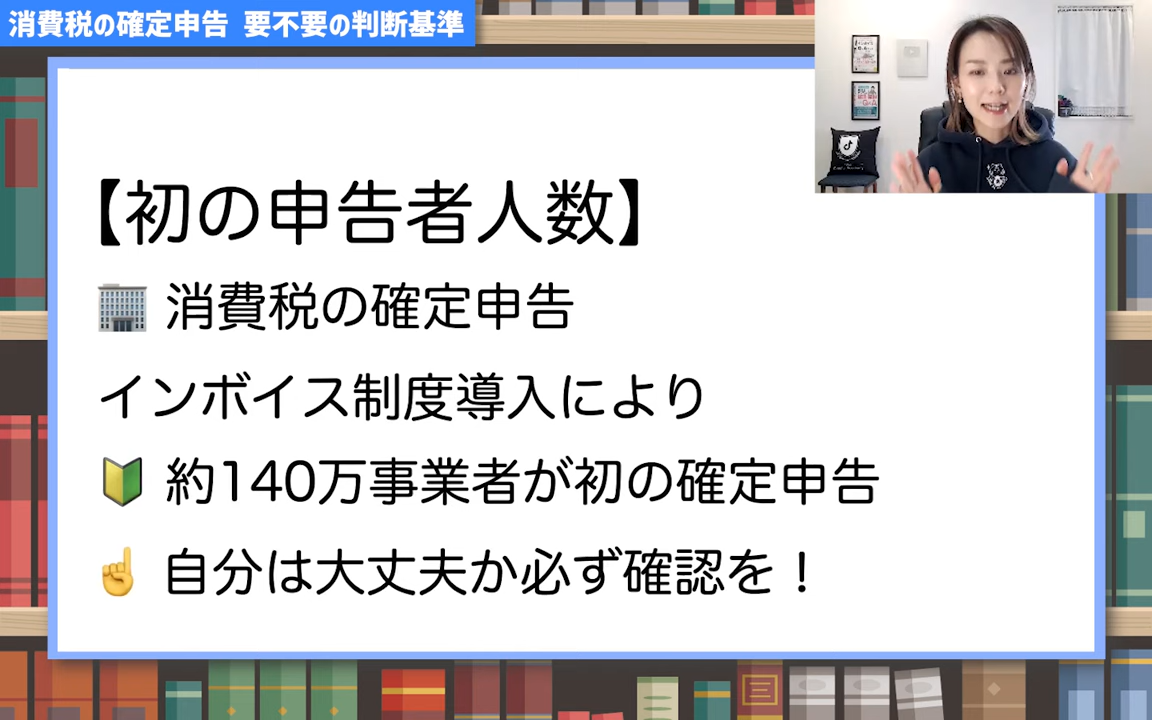 消費税の確定申告 要不要の判断基準
【初の申告者人数】
消費税の確定申告
インボイス制度導入により
約140万事業者が初の確定申告
自分は大丈夫か必ず確認を！